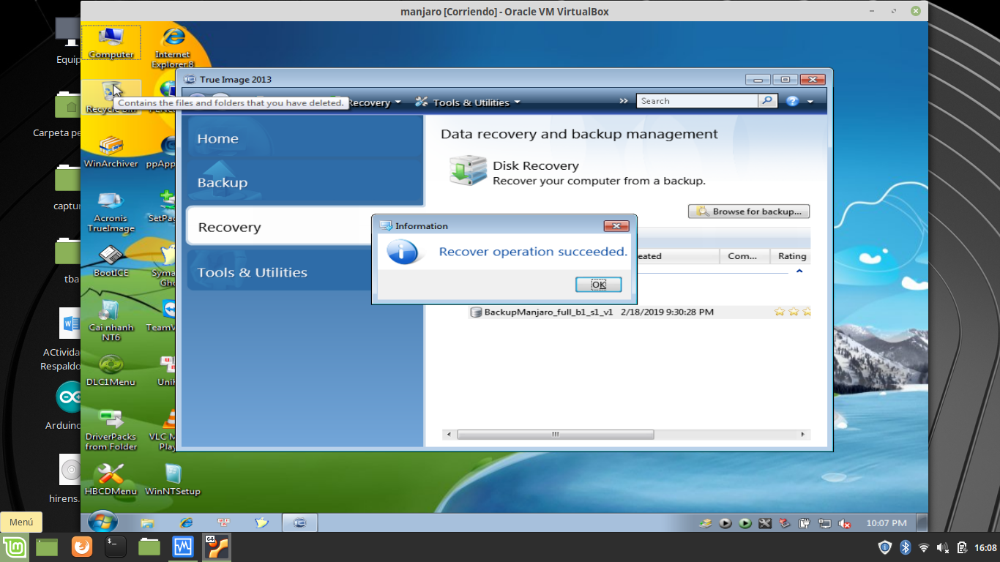 manjaro [Corriendo] - Oracle VM VirtualBox
Equip
Carpeta pe
captur
tba
ACtivida
Respaldo
Arduino
hirens.
Computer
Internet
Explorer8
Recycle Bin
WinArchiver
ppApp
Acronis
TrueImage
SetPa
BootICE
Syma
Gho
Cai nhanh
NT6
TeamV
DLC1Menu
Unik
DriverPacks
from Folder
VLC M
Play
HBCDMenu
WinNTSetup
True Image 2013
Contains the files and folders that you have deleted.
Recovery
Tools & Utilities
»
Search
?
Home
Backup
Recovery
Tools & Utilities
Data recovery and backup management
Disk Recovery
Recover your computer from a backup.
Browse for backup...
eated
Com...
Rating
Information
Recover operation succeeded.
OK
BackupManjaro_full_b1_s1_v1 2/18/2019 9:30:28 PM
10:07 PM
Menú
64
16:08